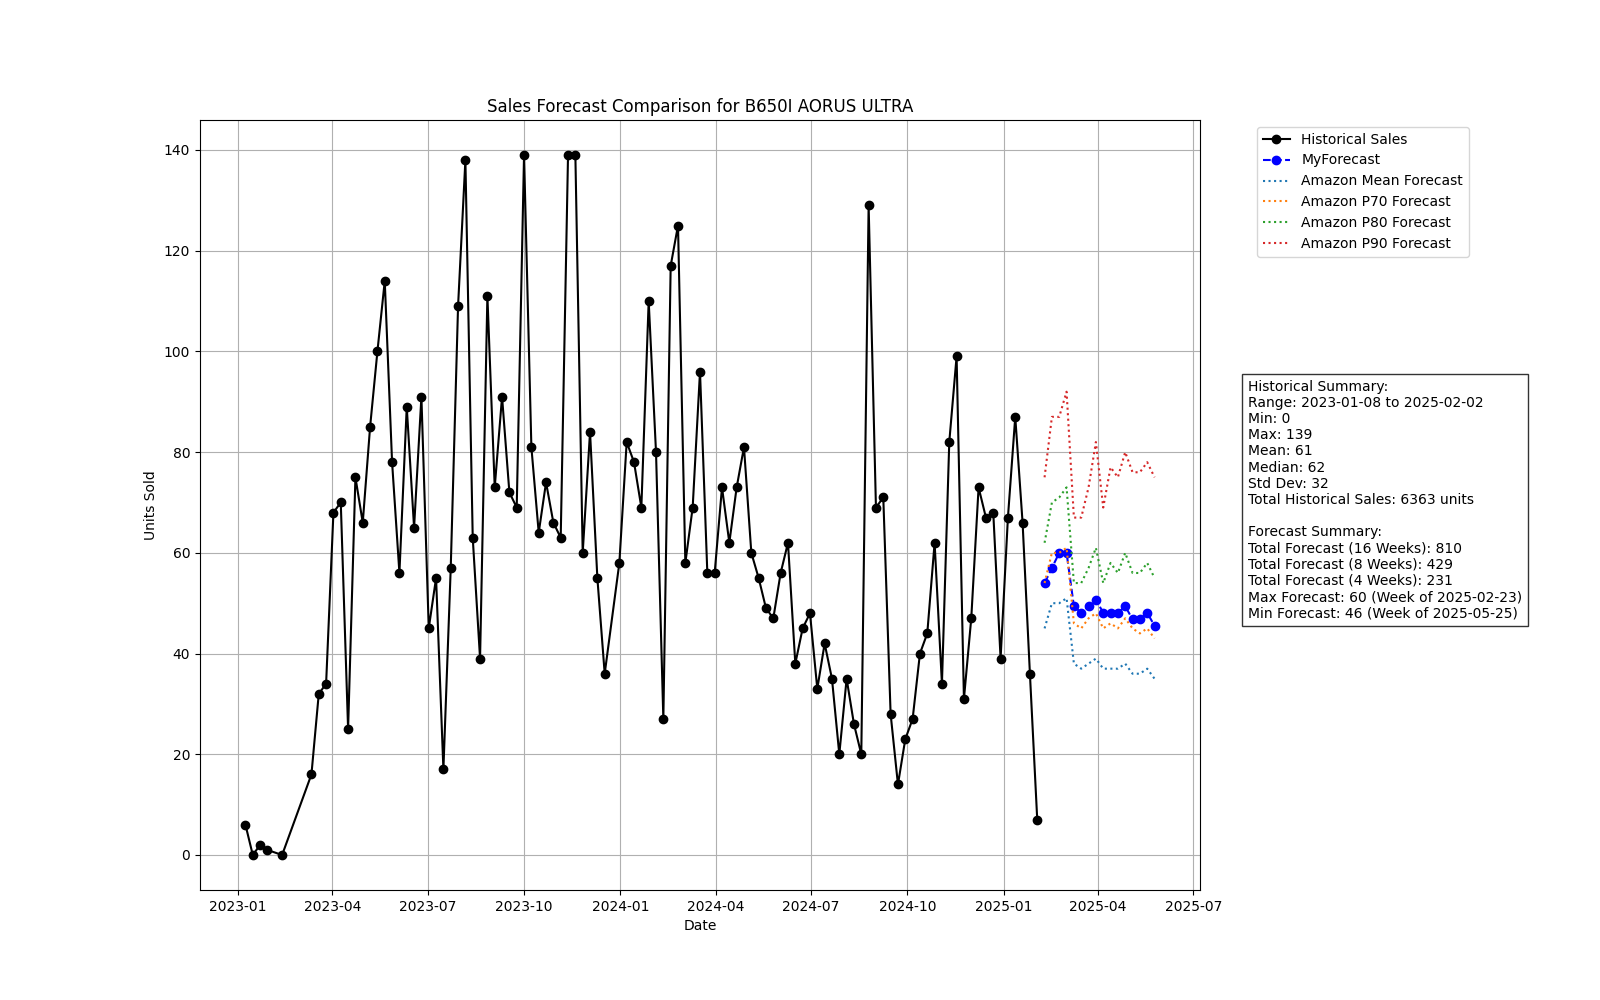 Sales Forecast Comparison for B650I AORUS ULTRA
Units Sold
140
120
100
80
60
40
20
0
2023-01
2023-04
2023-07
2023-10
2024-01
2024-04
2024-07
2024-10
2025-01
2025-04
2025-07
Date
Historical Sales
MyForecast
Amazon Mean Forecast
Amazon P70 Forecast
Amazon P80 Forecast
Amazon P90 Forecast
Historical Summary:
Range: 2023-01-08 to 2025-02-02
Min: 0
Max: 139
Mean: 61
Median: 62
Std Dev: 32
Total Historical Sales: 6363 units
Forecast Summary:
Total Forecast (16 Weeks): 810
Total Forecast (8 Weeks): 429
Total Forecast (4 Weeks): 231
Max Forecast: 60 (Week of 2025-02-23)
Min Forecast: 46 (Week of 2025-05-25)